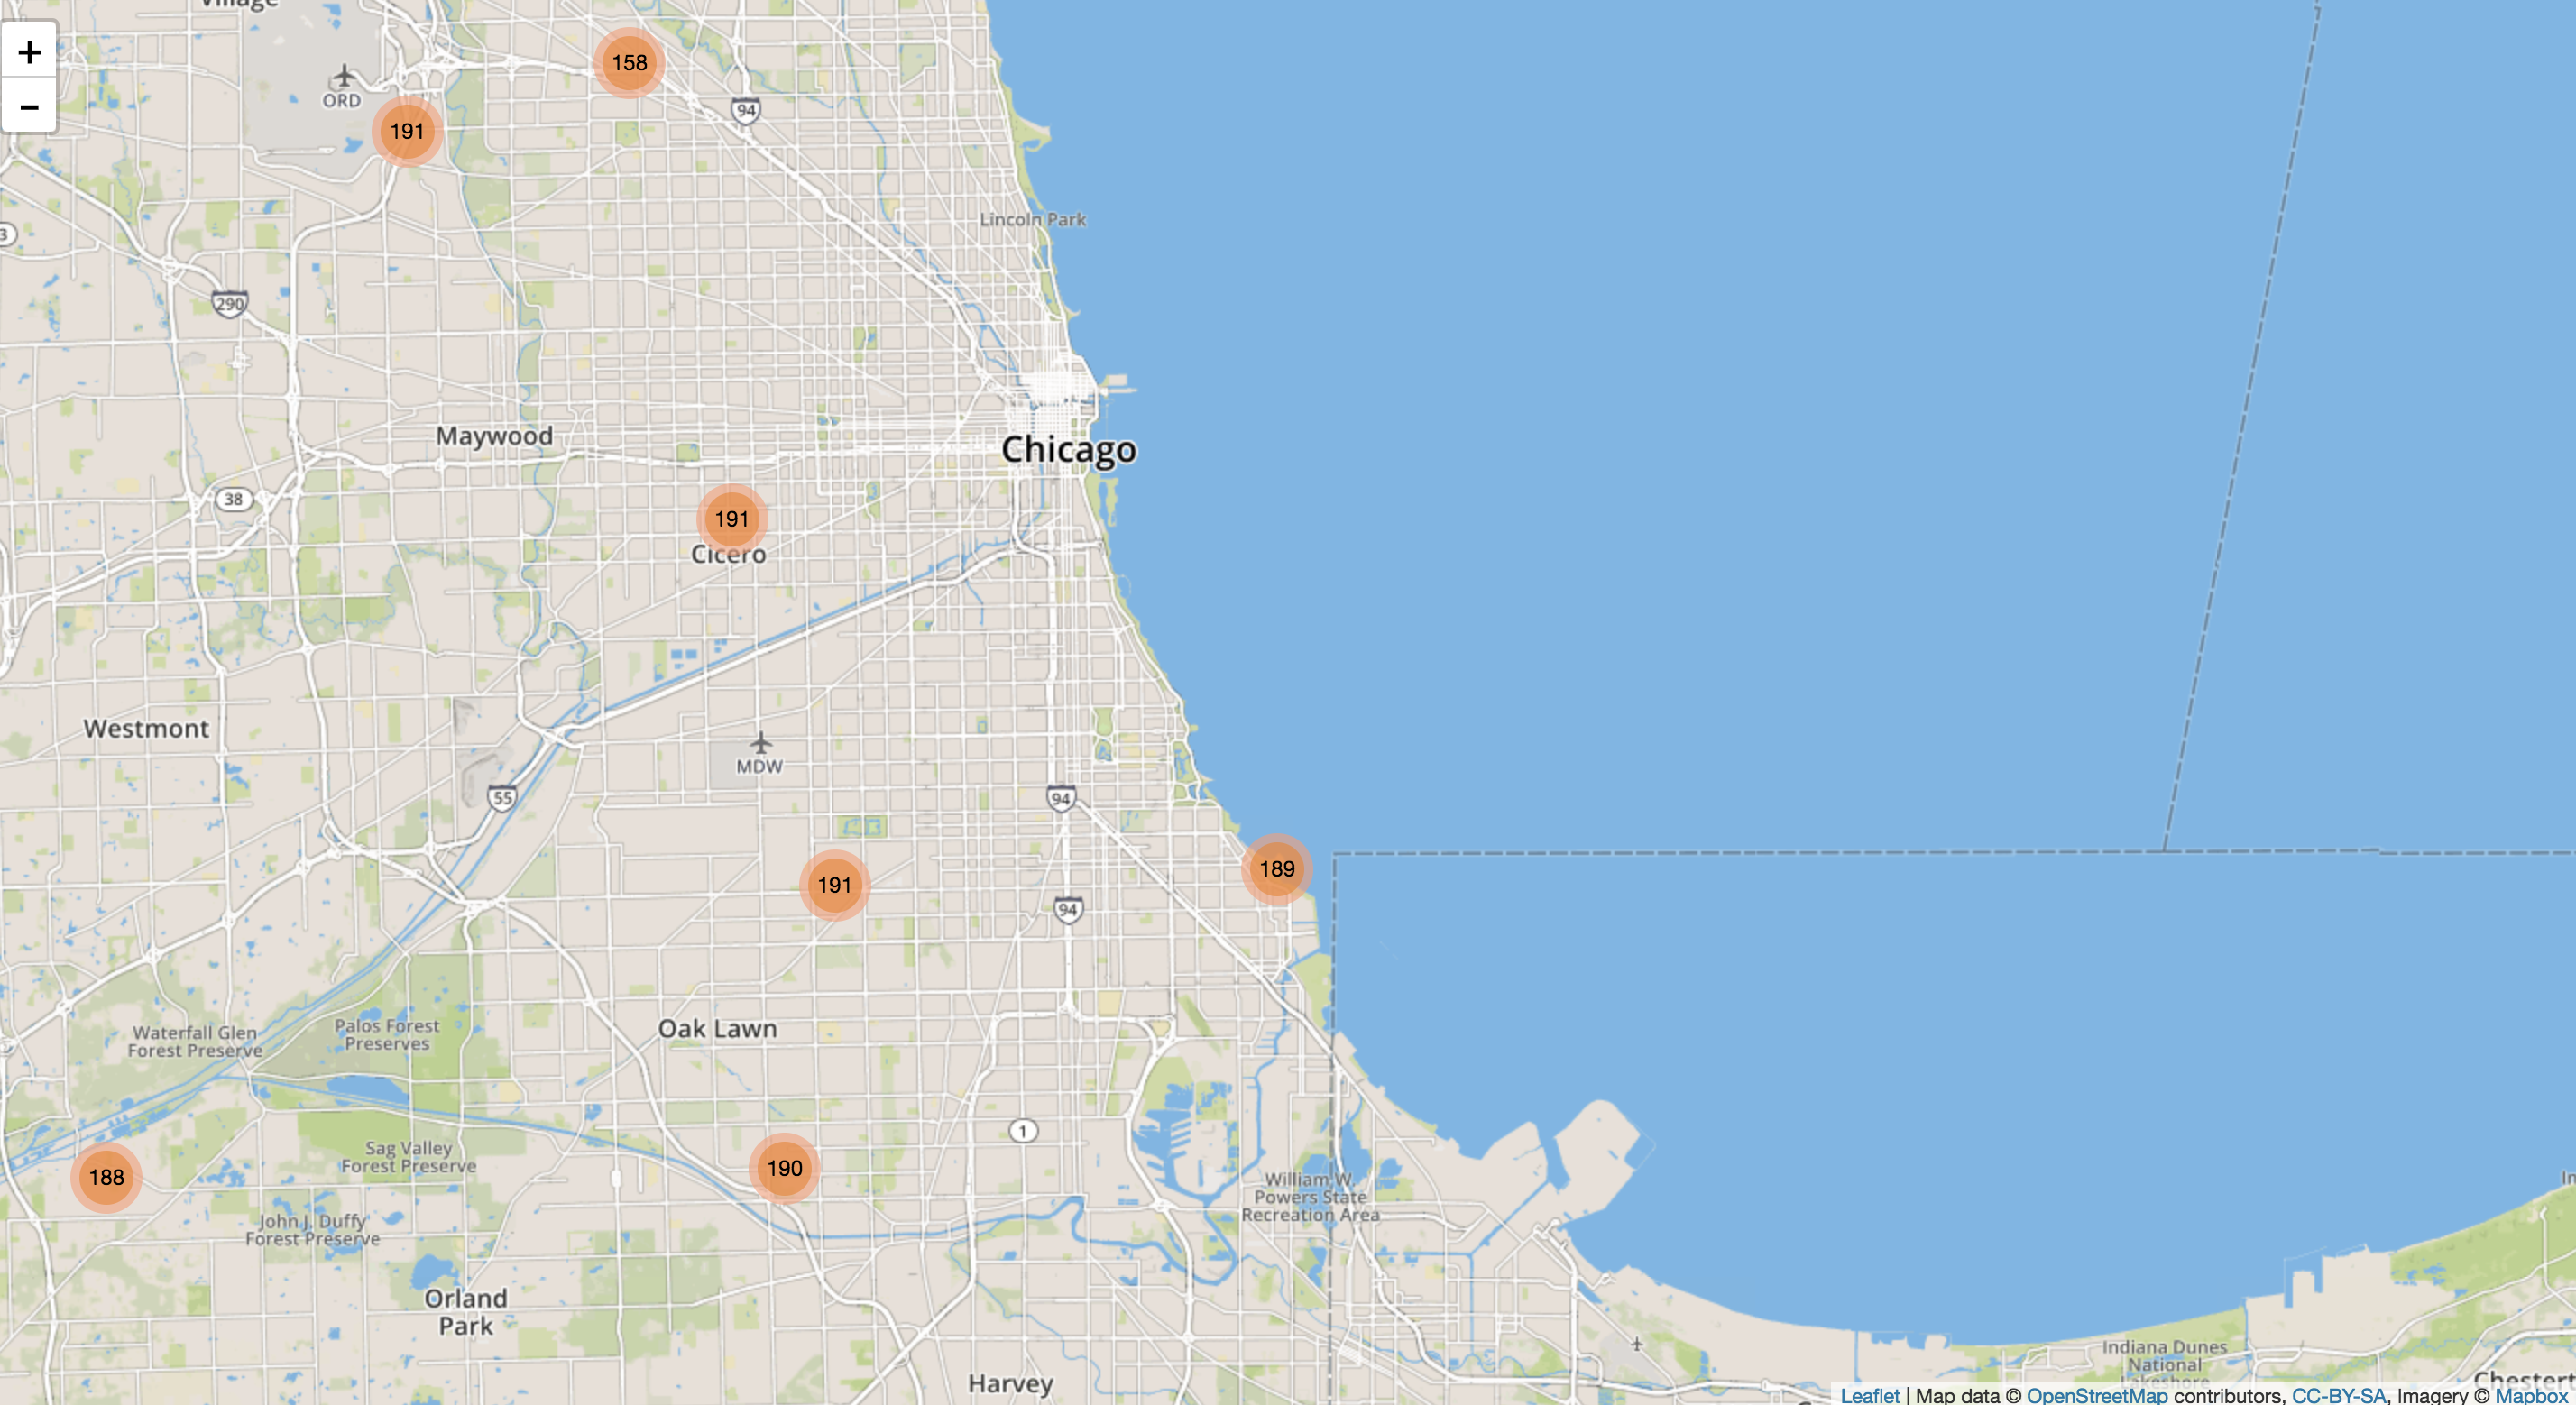 Village
+
−
158
ORD
191
94
Lincoln Park
3
290
Maywood
Chicago
38
191
Cicero
Westmont
MDW
55
94
189
191
94
Oak Lawn
Waterfall Glen
Forest Preserve
Palos Forest
Preserves
1
Sag Valley
Forest Preserve
190
188
William W.
Powers State
Recreation Area
John J. Duffy
Forest Preserve
Orland
Park
Harvey
Indiana Dunes
National
Lakeshore
Leaflet | Map data © OpenStreetMap contributors, CC-BY-SA, Imagery © Mapbox